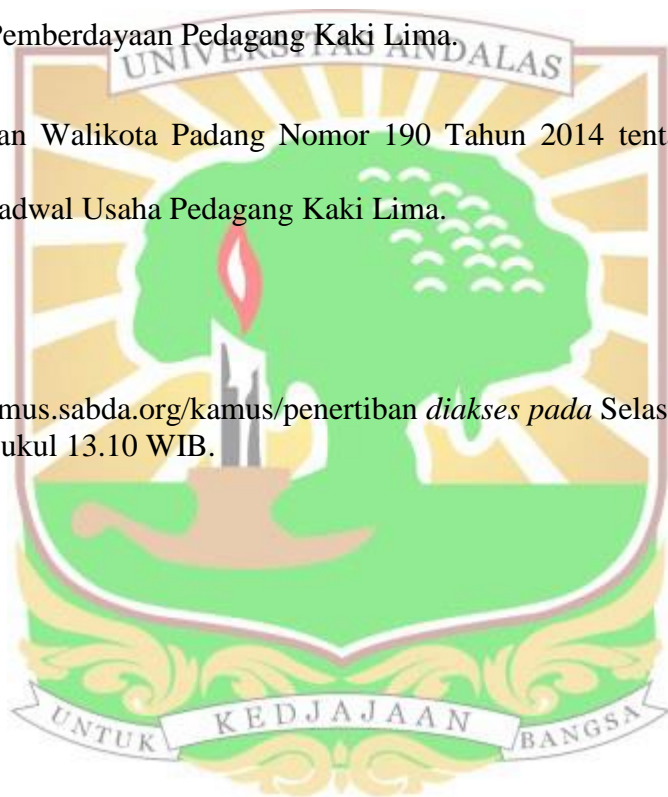 Pemberdayaan Pedagang Kaki Lima.
UNIVERSITAS ANDALAS
an Walikota Padang Nomor 190 Tahun 2014 tent
adwal Usaha Pedagang Kaki Lima.
mus.sabda.org/kamus/penertiban diakses pada Selas
ukul 13.10 WIB.
UNTUK KEDJAJAAN BANGSA